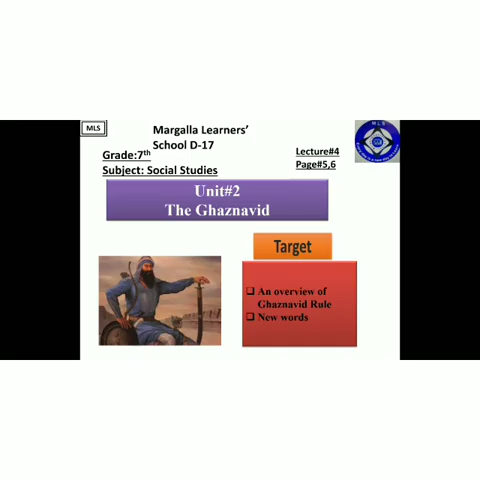 MLS
Margalla Learners'
School D-17
Grade:7th
Subject: Social Studies
Lecture#4
Page#5,6
MLS
Unit#2
The Ghaznavid
Target
An overview of
Ghaznavid Rule
New words